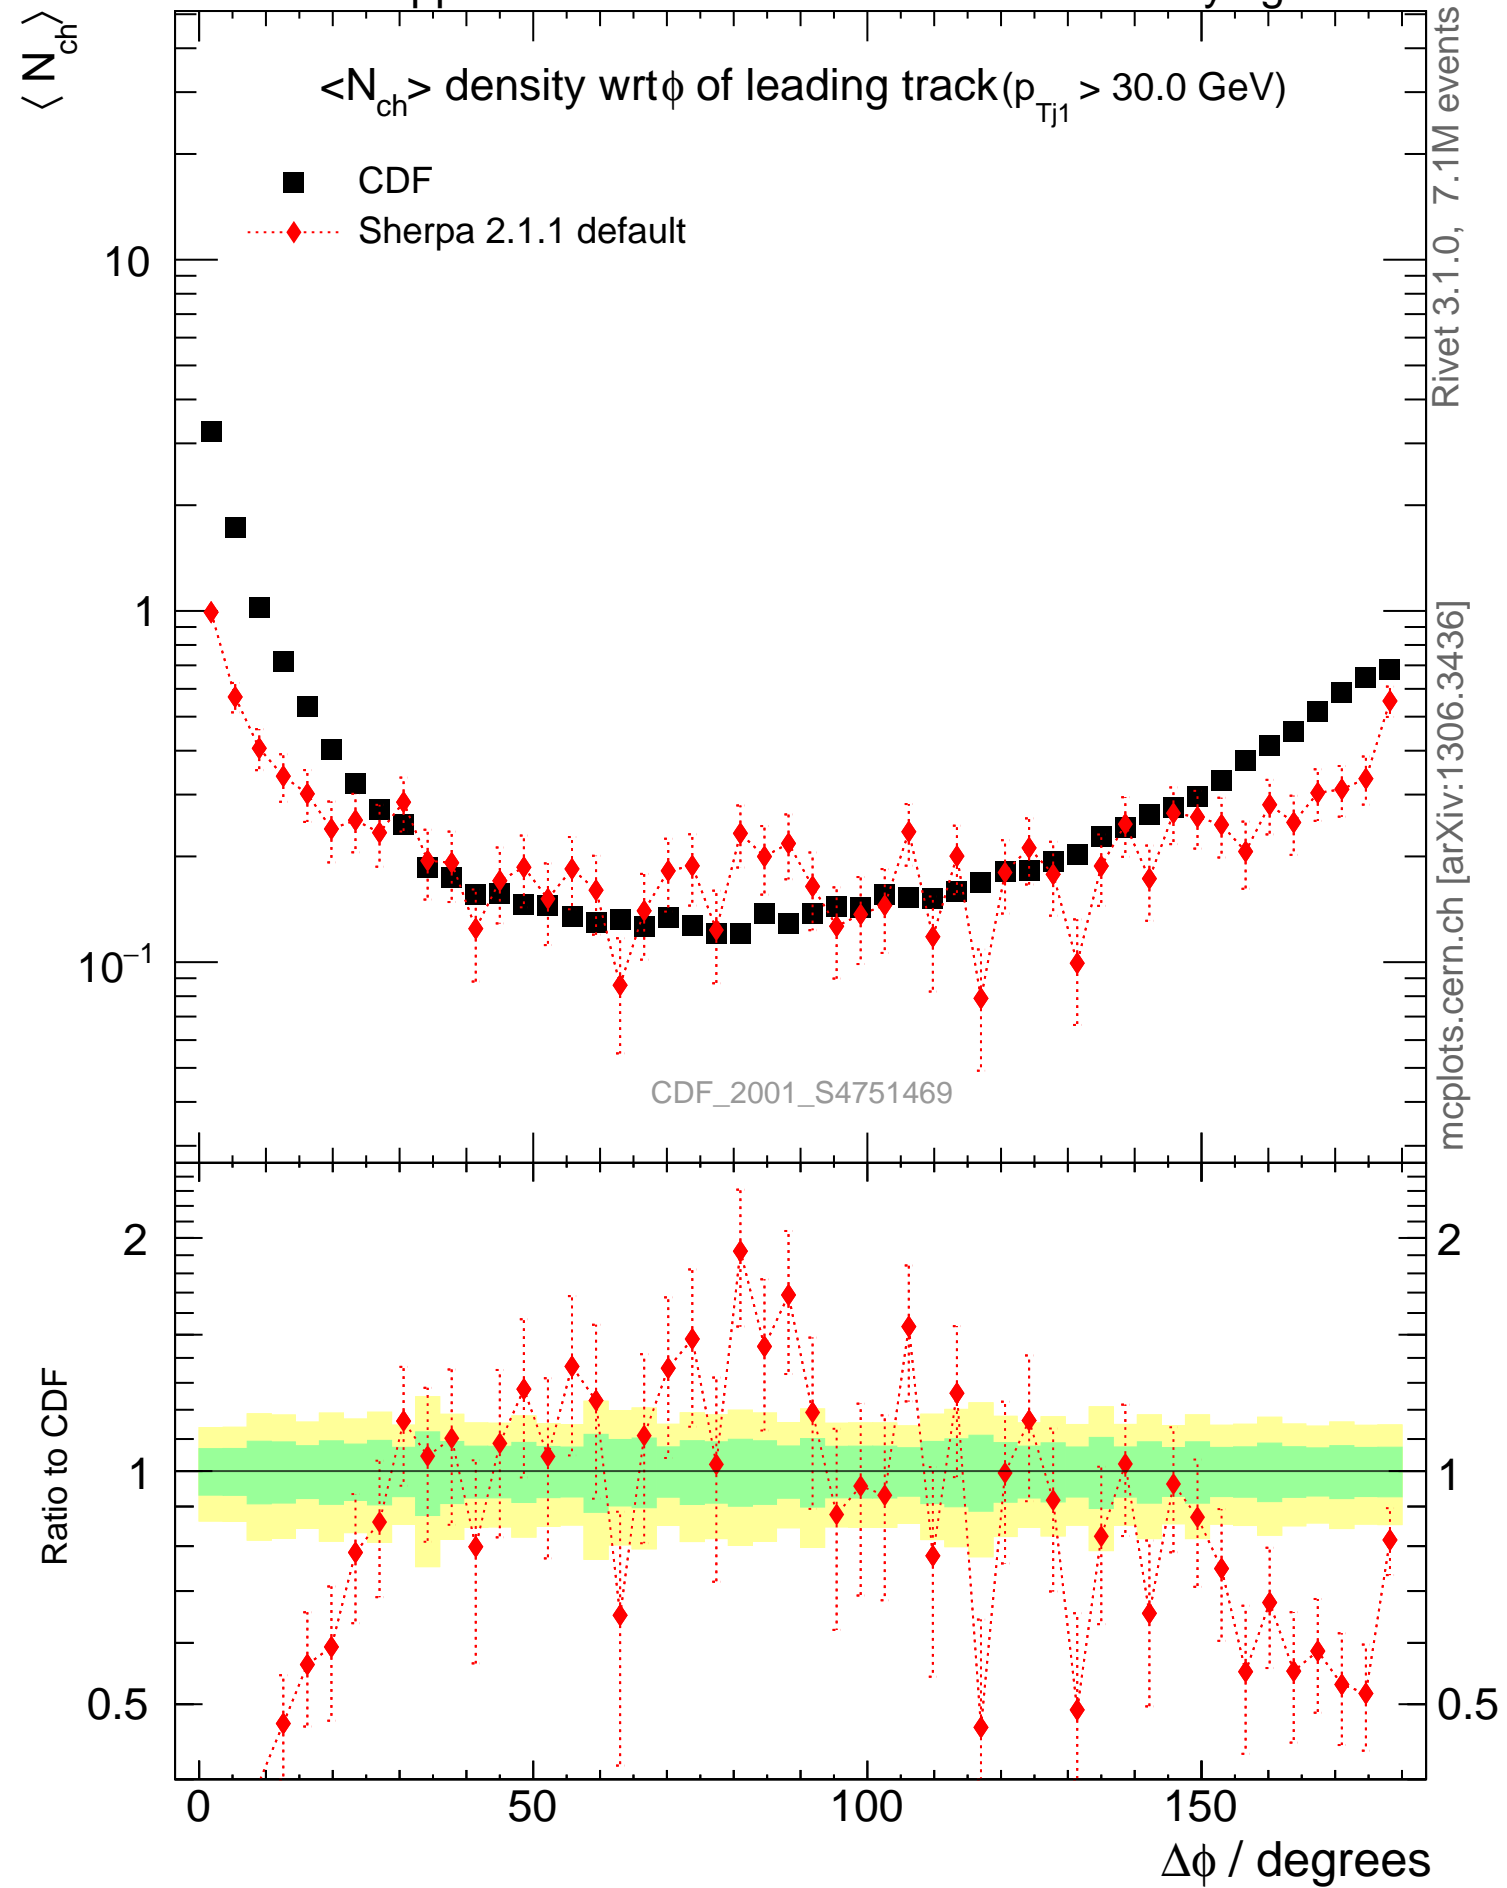 ⟨ N_ch ⟩
<N_ch> density wrt φ of leading track (p_Tj1 > 30.0 GeV)
CDF
Sherpa 2.1.1 default
10
1
10⁻¹
CDF_2001_S4751469
Rivet 3.1.0, 7.1M events
mcplots.cern.ch [arXiv:1306.3436]
Ratio to CDF
2
1
0.5
2
1
0.5
0 50 100 150
Δφ / degrees